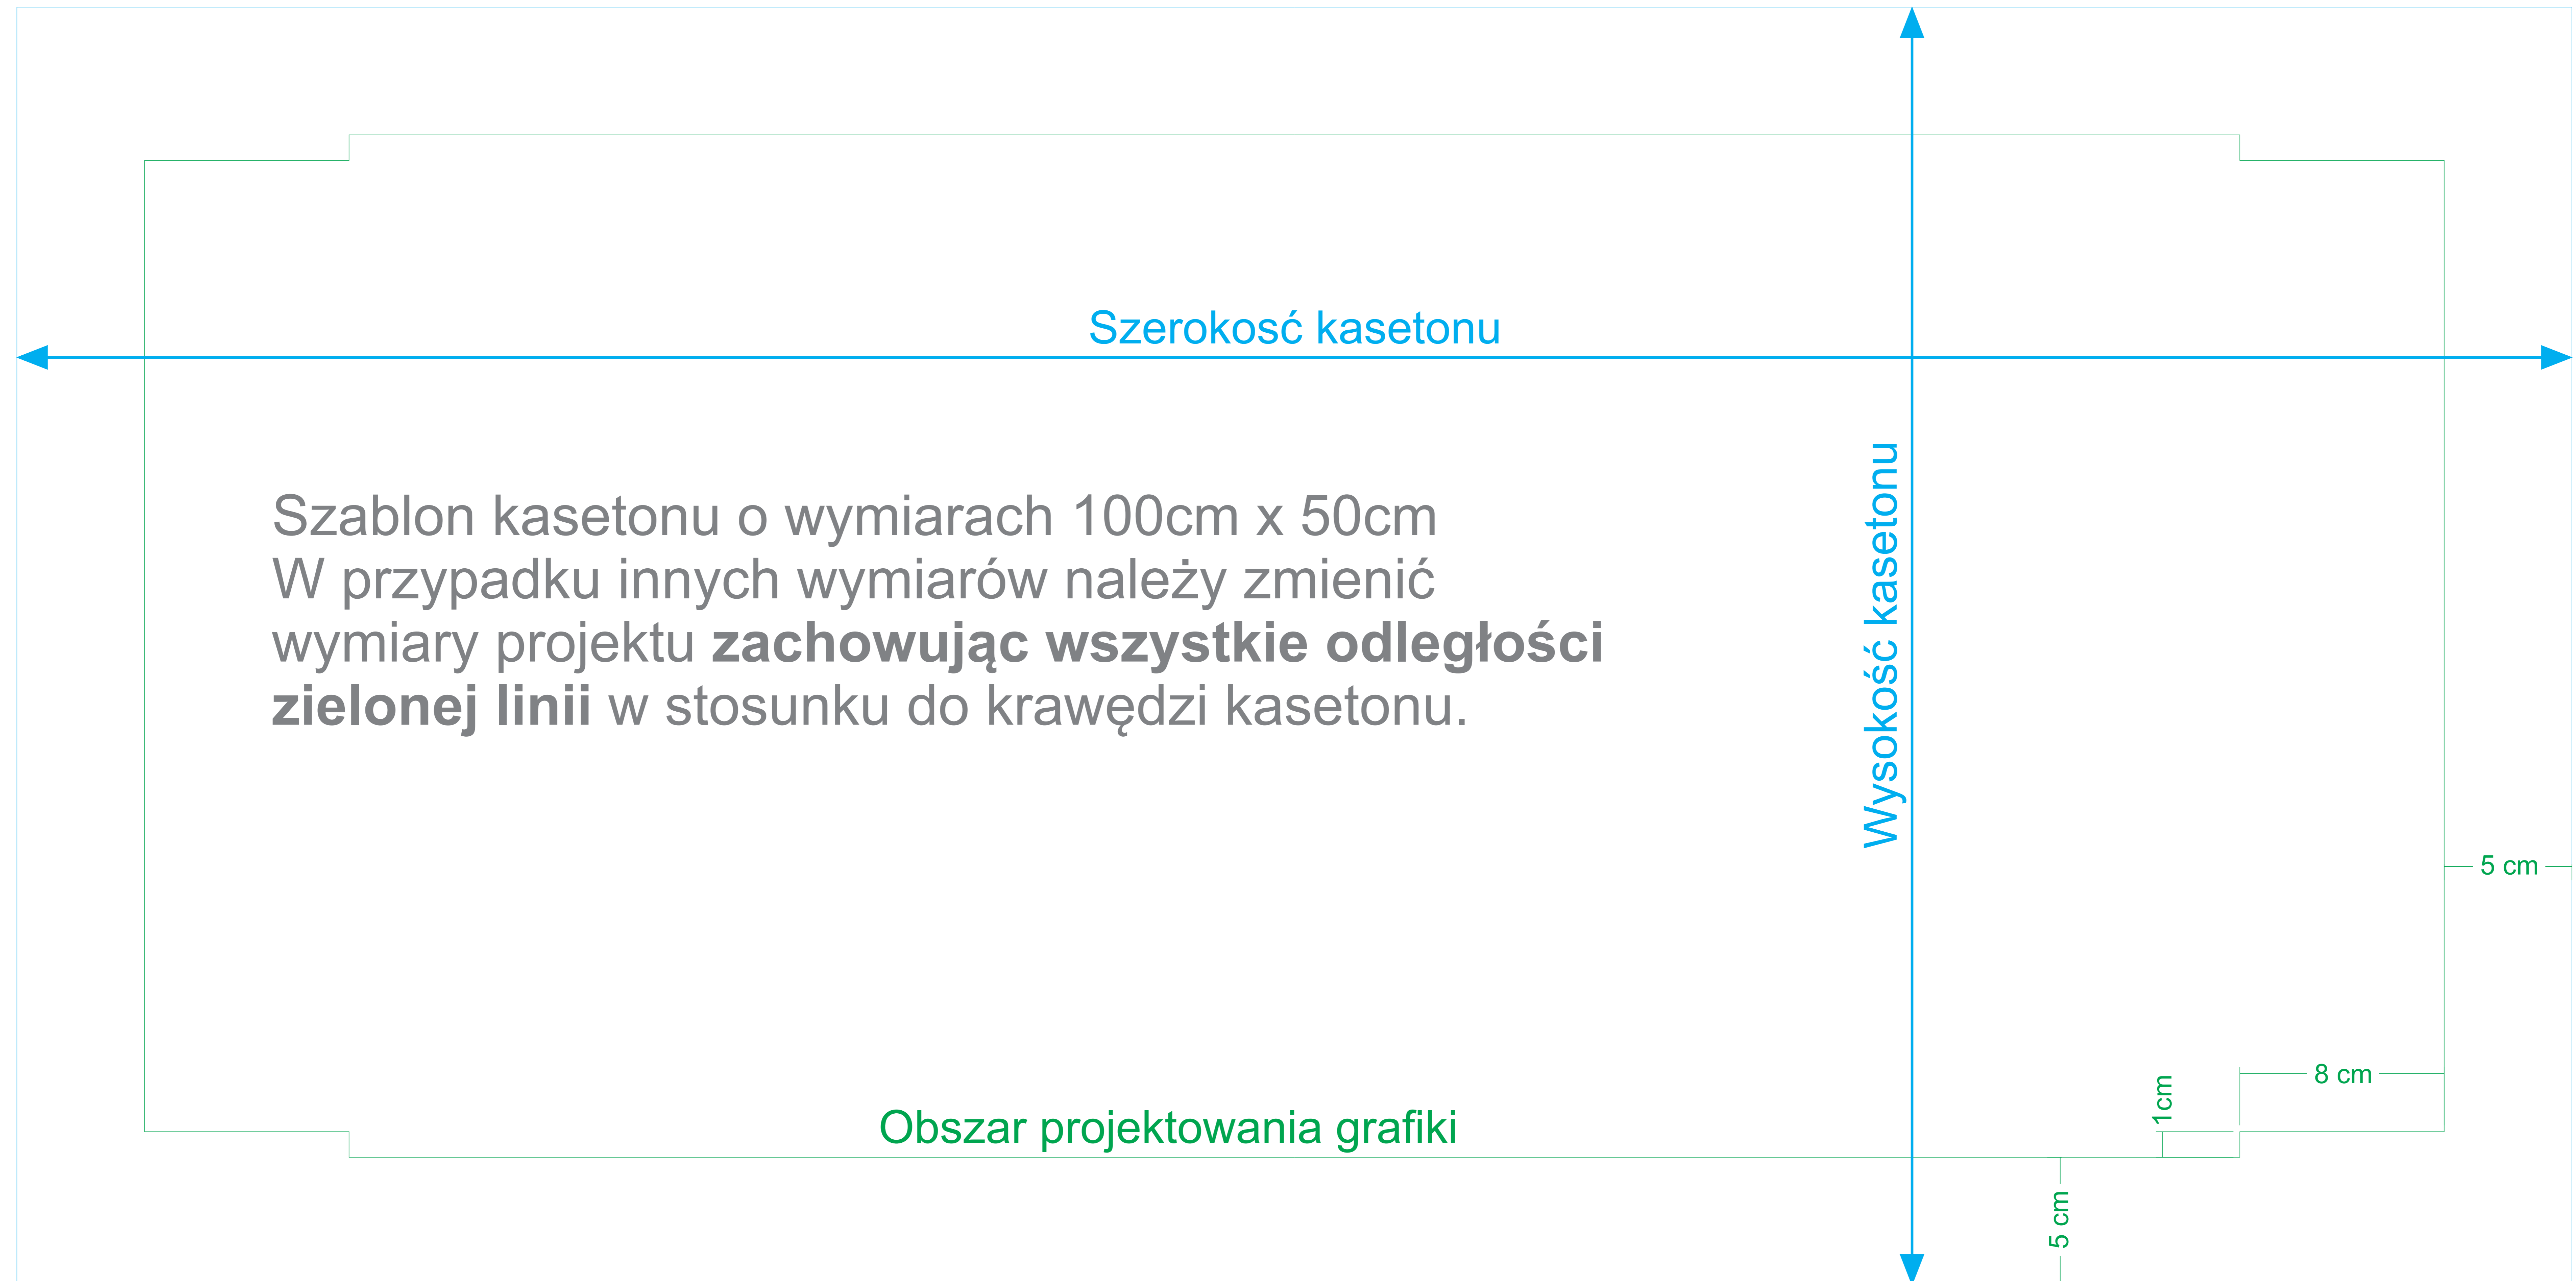 Szerokosć kasetonu
Wysokość kasetonu
Szablon kasetonu o wymiarach 100cm x 50cm
W przypadku innych wymiarów należy zmienić
wymiary projektu zachowując wszystkie odległości
zielonej linii w stosunku do krawędzi kasetonu.
5 cm
8 cm
1cm
Obszar projektowania grafiki
5 cm